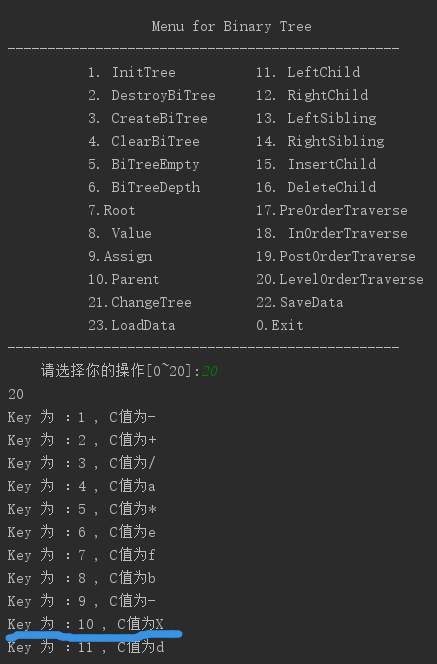 Menu for Binary Tree
-------------------------------------------------
1. InitTree 11. LeftChild
2. DestroyBiTree 12. RightChild
3. CreateBiTree 13. LeftSibling
4. ClearBiTree 14. RightSibling
5. BiTreeEmpty 15. InsertChild
6. BiTreeDepth 16. DeleteChild
7.Root 17.PreOrderTraverse
8. Value 18. InOrderTraverse
9.Assign 19.PostOrderTraverse
10.Parent 20.LevelOrderTraverse
21.ChangeTree 22.SaveData
23.LoadData 0.Exit
-------------------------------------------------
请选择你的操作[0~20]:20
20
Key 为 :1 , C值为-
Key 为 :2 , C值为+
Key 为 :3 , C值为/
Key 为 :4 , C值为a
Key 为 :5 , C值为*
Key 为 :6 , C值为e
Key 为 :7 , C值为f
Key 为 :8 , C值为b
Key 为 :9 , C值为-
Key 为 :10 , C值为X
Key 为 :11 , C值为d